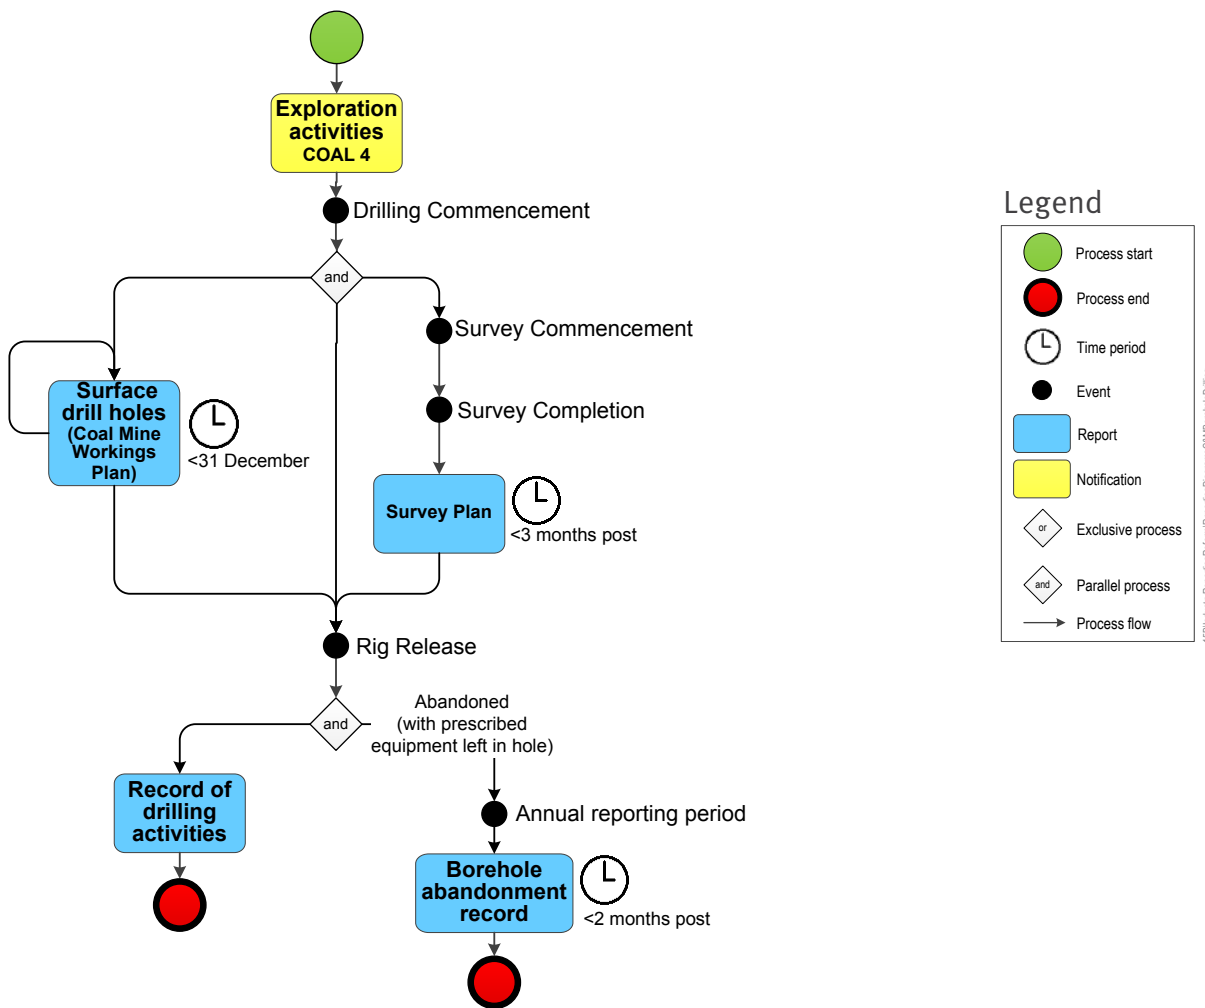 Exploration
activities
COAL 4
Drilling Commencement
and
Survey Commencement
Survey Completion
Surface
drill holes
(Coal Mine
Workings
Plan)
<31 December
Survey Plan
<3 months post
Rig Release
and
Abandoned
(with prescribed
equipment left in hole)
Record of
drilling
activities
Annual reporting period
Borehole
abandonment
record
<2 months post
Legend
Process start
Process end
Time period
Event
Report
Notification
or
Exclusive process
and
Parallel process
Process flow